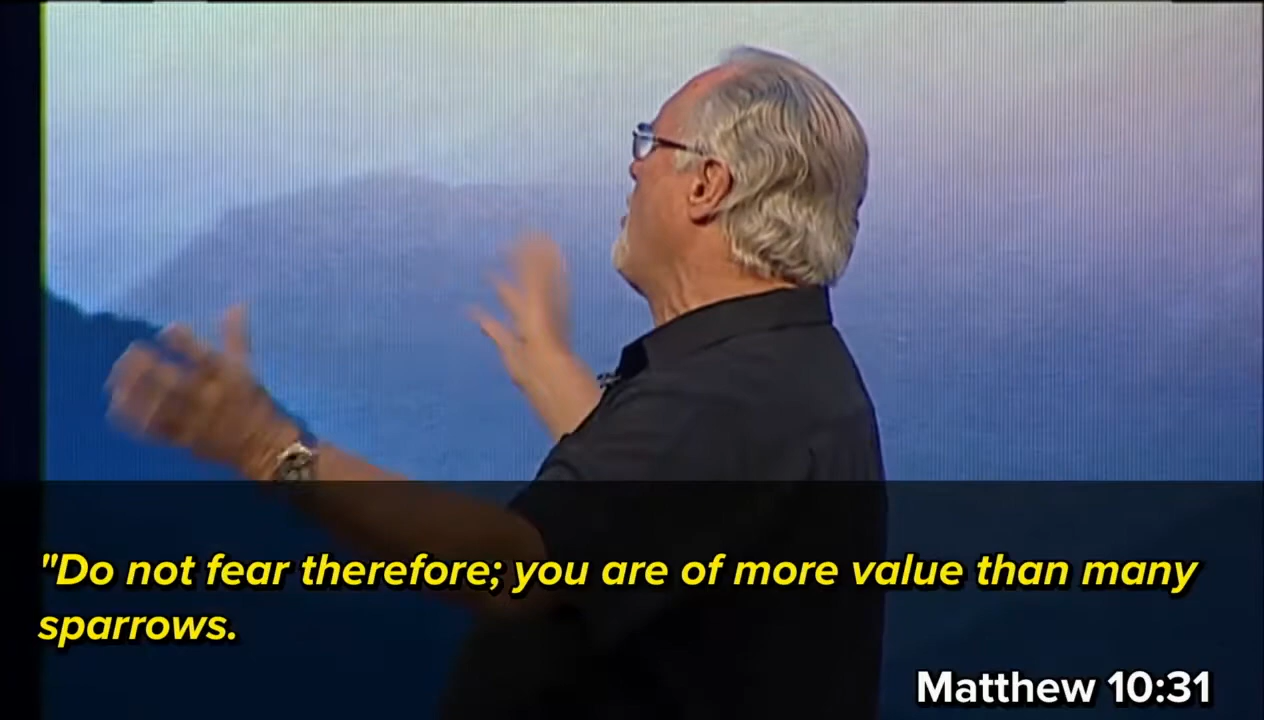 "Do not fear therefore; you are of more value than many
sparrows.
Matthew 10:31